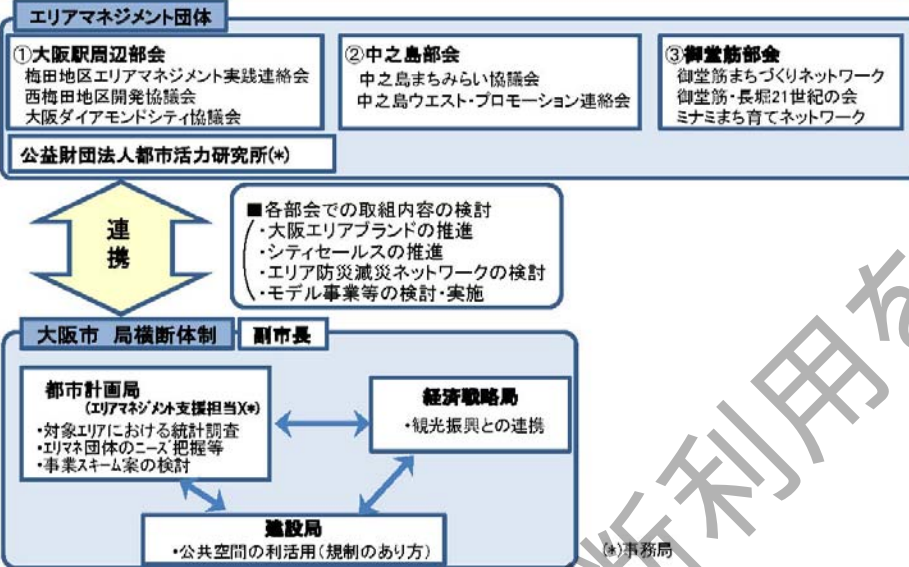 エリアマネジメント団体
①大阪駅周辺部会
梅田地区エリアマネジメント実践連絡会
西梅田地区開発協議会
大阪ダイアモンドシティ協議会
②中之島部会
中之島まちみらい協議会
中之島ウエスト・プロモーション連絡会
③御堂筋部会
御堂筋まちづくりネットワーク
御堂筋・長堀21世紀の会
ミナミまち育てネットワーク
公益財団法人都市活力研究所(*)
連
携
■各部会での取組内容の検討
・大阪エリアブランドの推進
・シティセールスの推進
・エリア防災減災ネットワークの検討
・モデル事業等の検討・実施
大阪市 局横断体制
副市長
都市計画局
(エリアマネジメント支援担当)(*)
・対象エリアにおける統計調査
・エリマネ団体のニーズ把握等
・事業スキーム案の検討
経済戦略局
・観光振興との連携
建設局
・公共空間の利活用(規制のあり方)
(*)事務局
断利用を